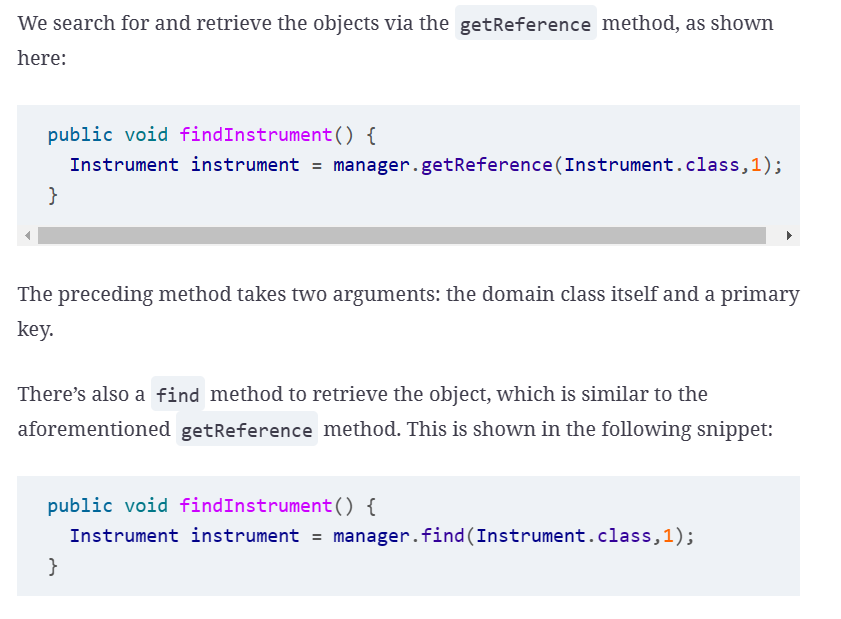 We search for and retrieve the objects via the getReference method, as shown
here:
public void findInstrument() {
  Instrument instrument = manager.getReference(Instrument.class,1);
}
The preceding method takes two arguments: the domain class itself and a primary
key.
There’s also a find method to retrieve the object, which is similar to the
aforementioned getReference method. This is shown in the following snippet:
public void findInstrument() {
  Instrument instrument = manager.find(Instrument.class,1);
}